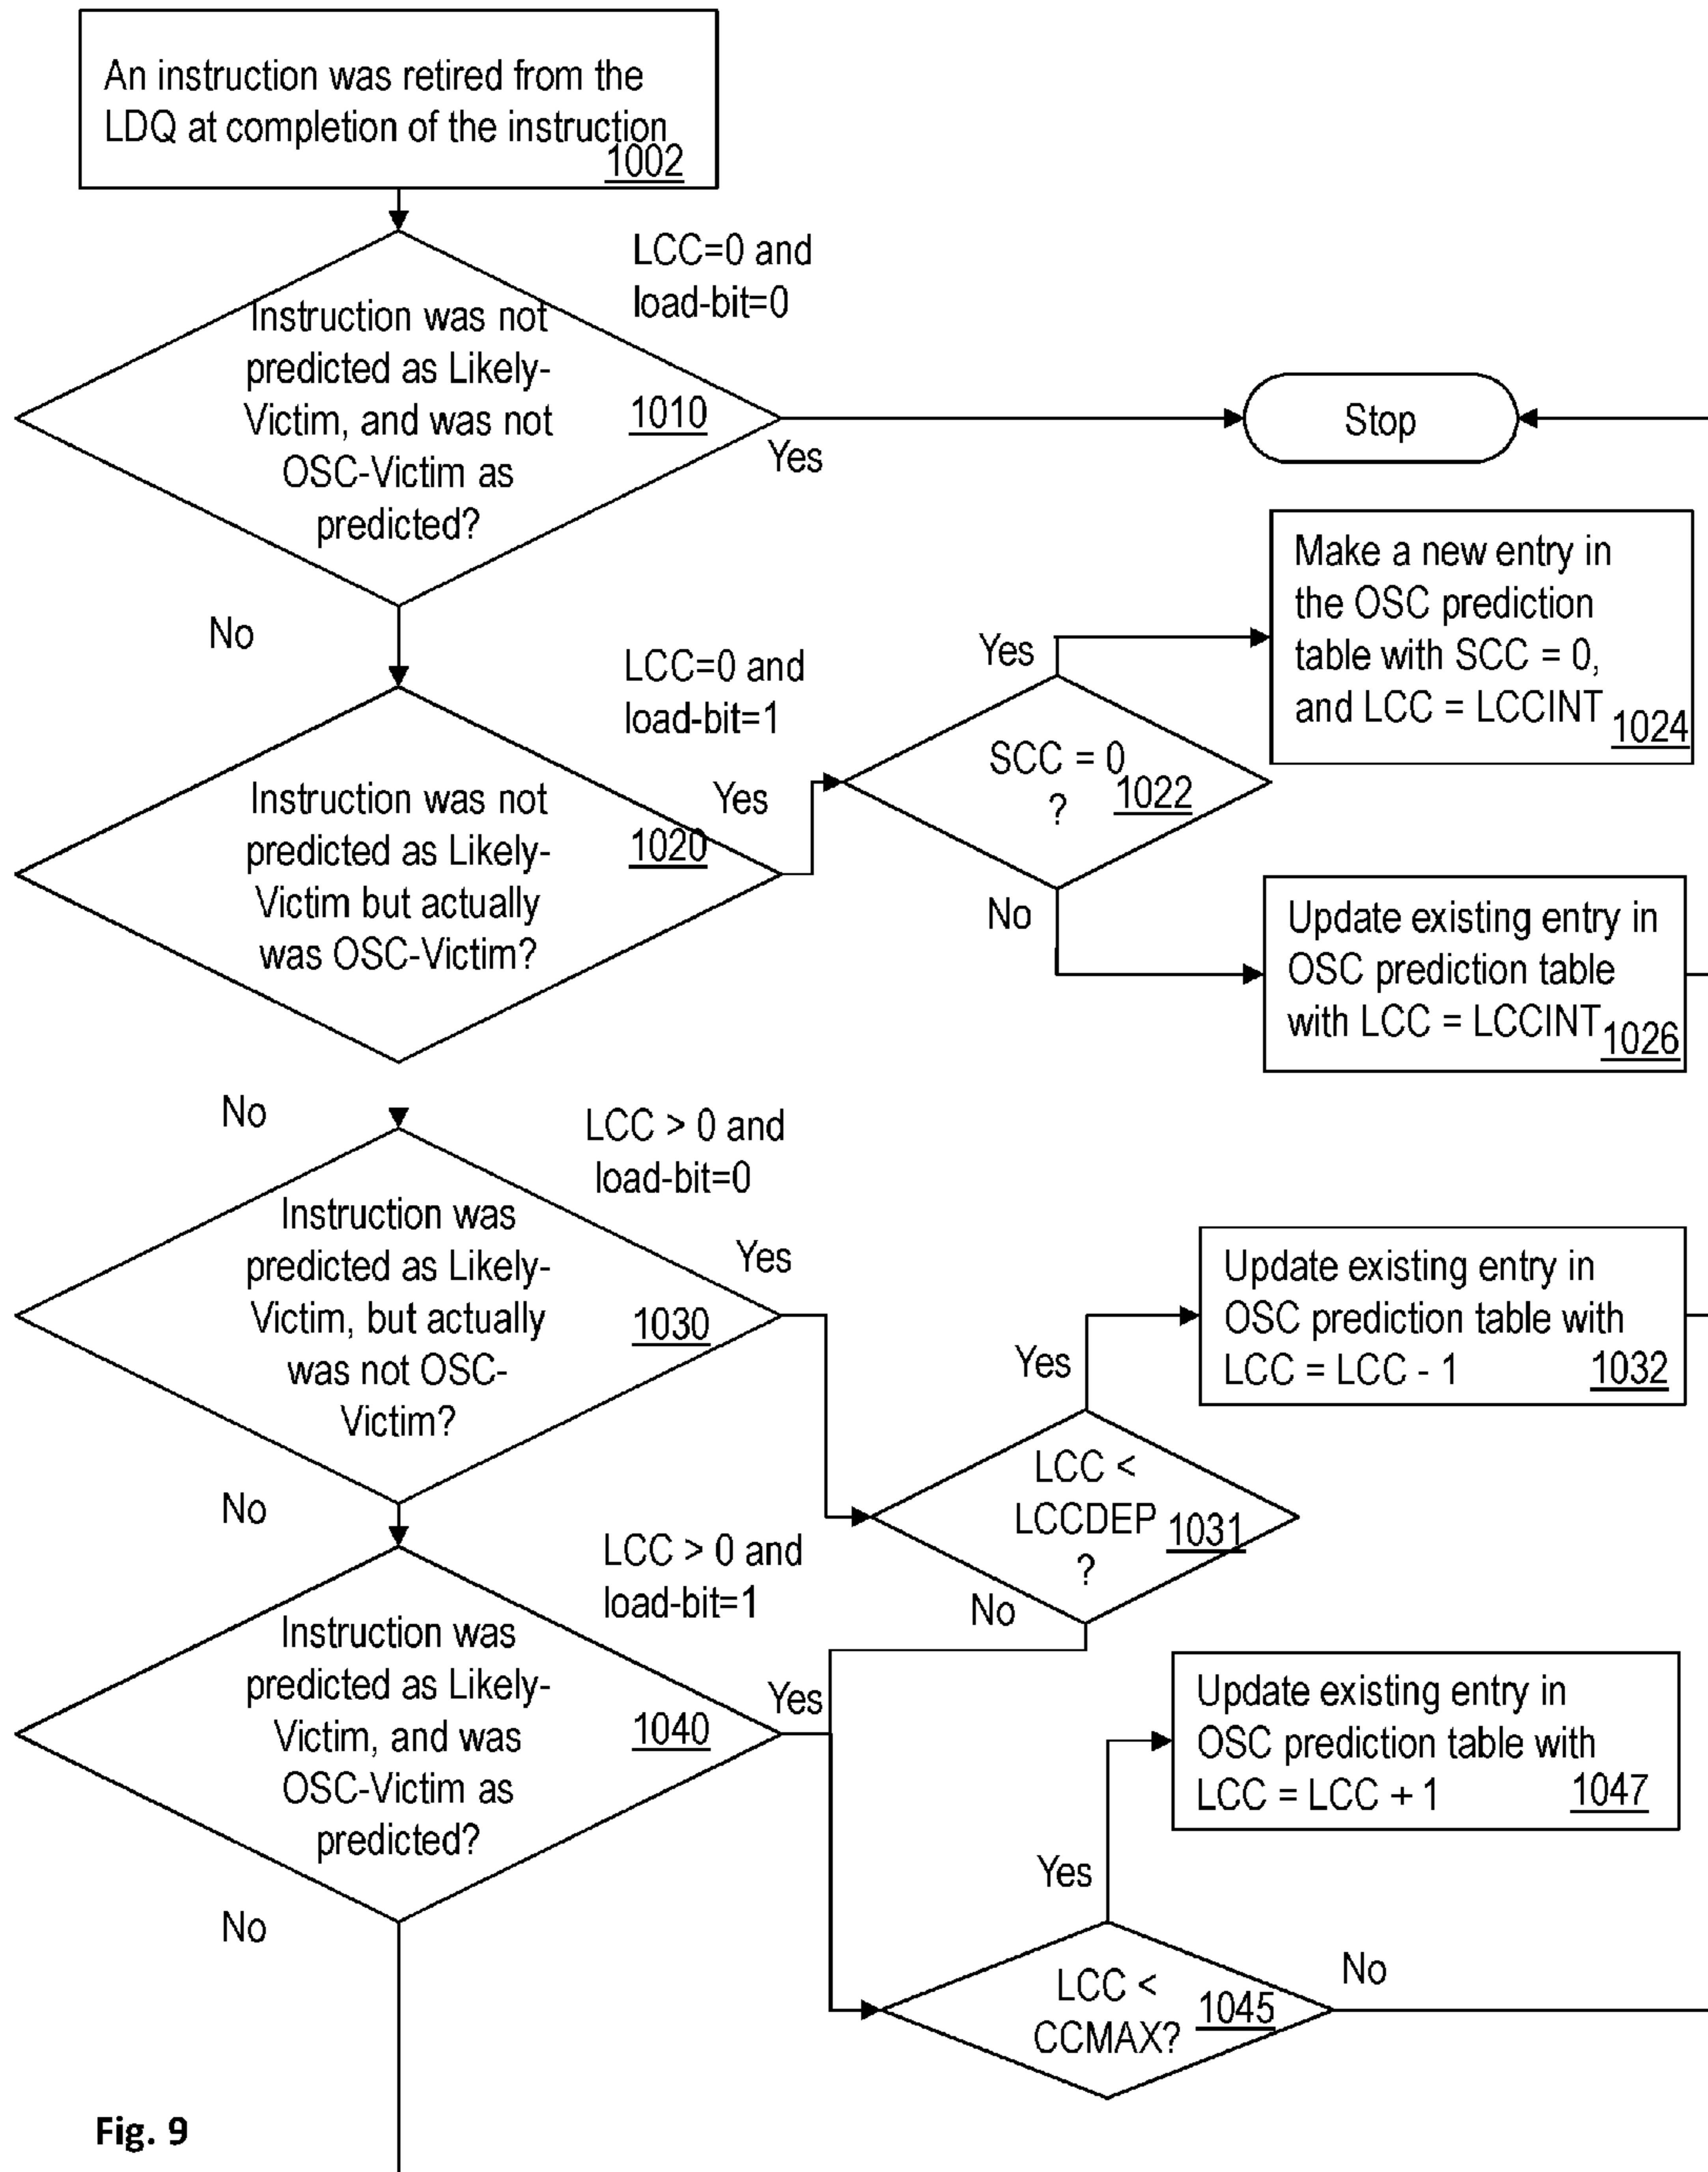 An instruction was retired from the
LDQ at completion of the instruction
1002
LCC=0 and
load-bit=0
Instruction was not
predicted as Likely-
Victim, and was not
OSC-Victim as
predicted?
1010
Yes
Stop
No
LCC=0 and
load-bit=1
Instruction was not
predicted as Likely-
Victim but actually
was OSC-Victim?
1020
Yes
SCC = 0
?
1022
Yes
Make a new entry in
the OSC prediction
table with SCC = 0,
and LCC = LCCINT
1024
No
Update existing entry in
OSC prediction table
with LCC = LCCINT
1026
No
LCC > 0 and
load-bit=0
Instruction was
predicted as Likely-
Victim, but actually
was not OSC-
Victim?
1030
Yes
LCC <
LCCDEP
?
1031
Yes
Update existing entry in
OSC prediction table with
LCC = LCC - 1
1032
No
No
LCC > 0 and
load-bit=1
Instruction was
predicted as Likely-
Victim, and was
OSC-Victim as
predicted?
1040
Yes
LCC <
CCMAX?
1045
Yes
Update existing entry in
OSC prediction table with
LCC = LCC + 1
1047
No
No
Fig. 9